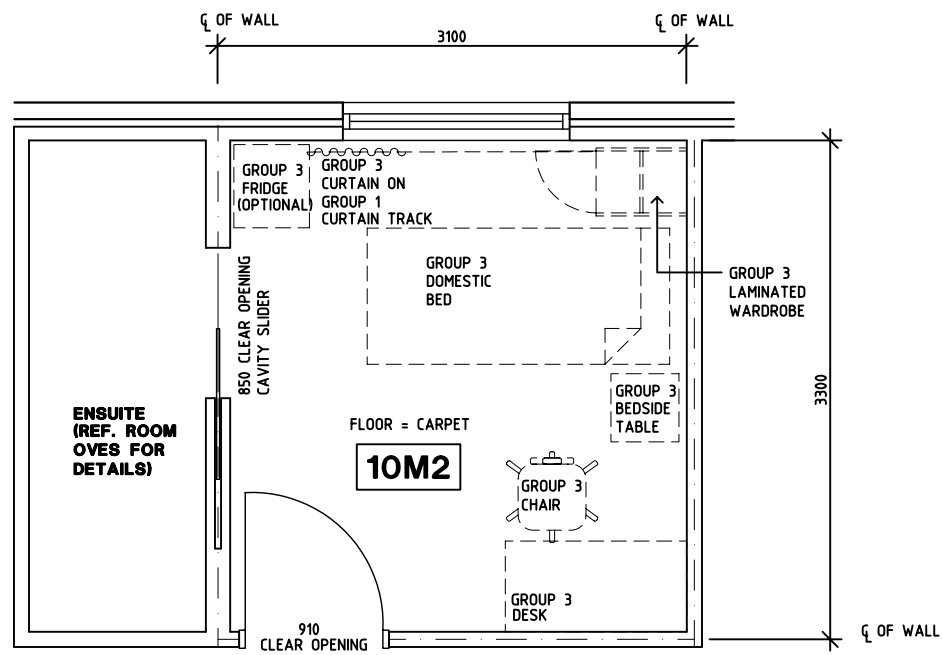 ℄ OF WALL
℄ OF WALL
3100
GROUP 3
FRIDGE
(OPTIONAL)
GROUP 3
CURTAIN ON
GROUP 1
CURTAIN TRACK
GROUP 3
DOMESTIC
BED
GROUP 3
LAMINATED
WARDROBE
850 CLEAR OPENING
CAVITY SLIDER
3300
GROUP 3
BEDSIDE
TABLE
ENSUITE
(REF. ROOM
OVES FOR
DETAILS)
FLOOR = CARPET
10M2
GROUP 3
CHAIR
GROUP 3
DESK
910
CLEAR OPENING
℄ OF WALL